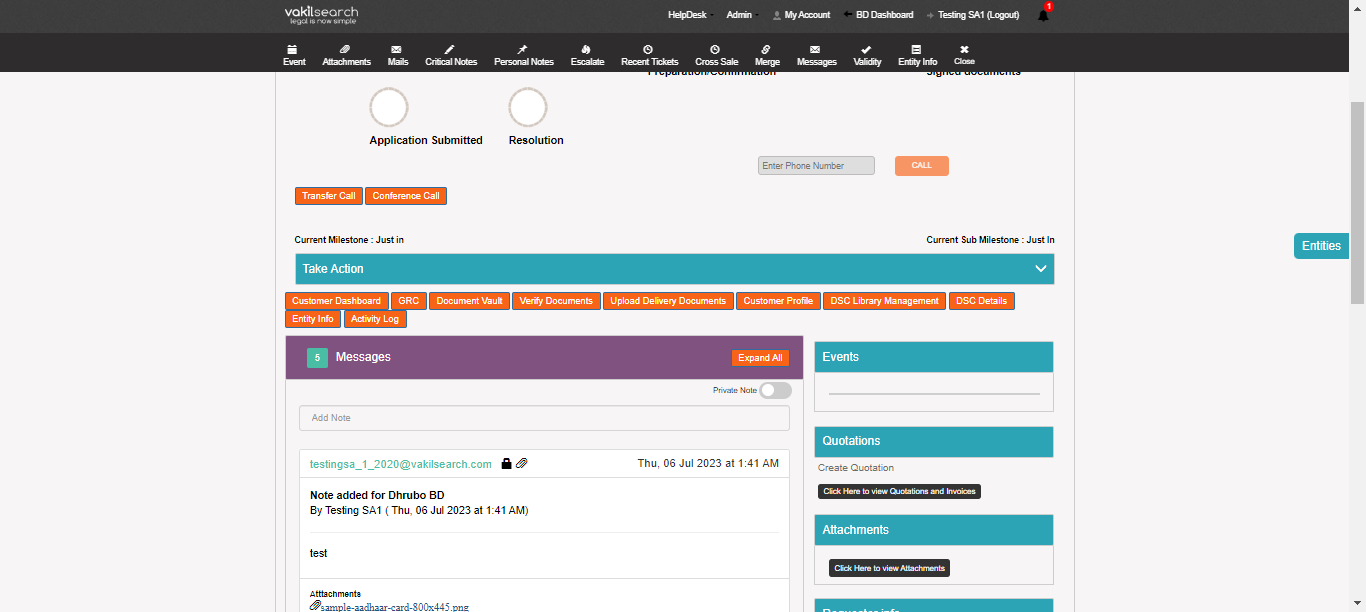 vakilsearch
legal is now simple
HelpDesk Admin My Account BD Dashboard Testing SA1 (Logout) 1
Event Attachments Mails Critical Notes Personal Notes Escalate Recent Tickets Cross Sale Merge Messages Validity Entity Info Close
Preparation/Confirmation Signed documents
Application Submitted Resolution
Enter Phone Number CALL
Transfer Call Conference Call
Current Milestone : Just in Current Sub Milestone : Just In
Entities
Take Action
Customer Dashboard GRC Document Vault Verify Documents Upload Delivery Documents Customer Profile DSC Library Management DSC Details
Entity Info Activity Log
5 Messages Expand All
Private Note
Add Note
testingsa_1_2020@vakilsearch.com Thu, 06 Jul 2023 at 1:41 AM
Note added for Dhrubo BD
By Testing SA1 ( Thu, 06 Jul 2023 at 1:41 AM)
test
Atttachments
sample-aadhaar-card-800x445.png
Events
Quotations
Create Quotation
Click Here to view Quotations and Invoices
Attachments
Click Here to view Attachments
Requester info